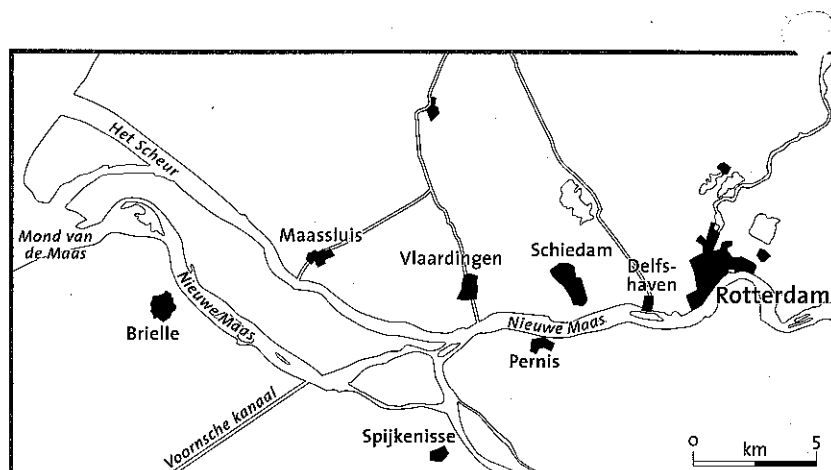 Het Scheur
Mond van
de Maas
Maassluis
Vlaardingen
Schiedam
Delfs-
haven
Rotterdam
Nieuwe Maas
Brielle
Nieuwe Maas
Pernis
Voornsche kanaal
Spijkenisse
0 5
km